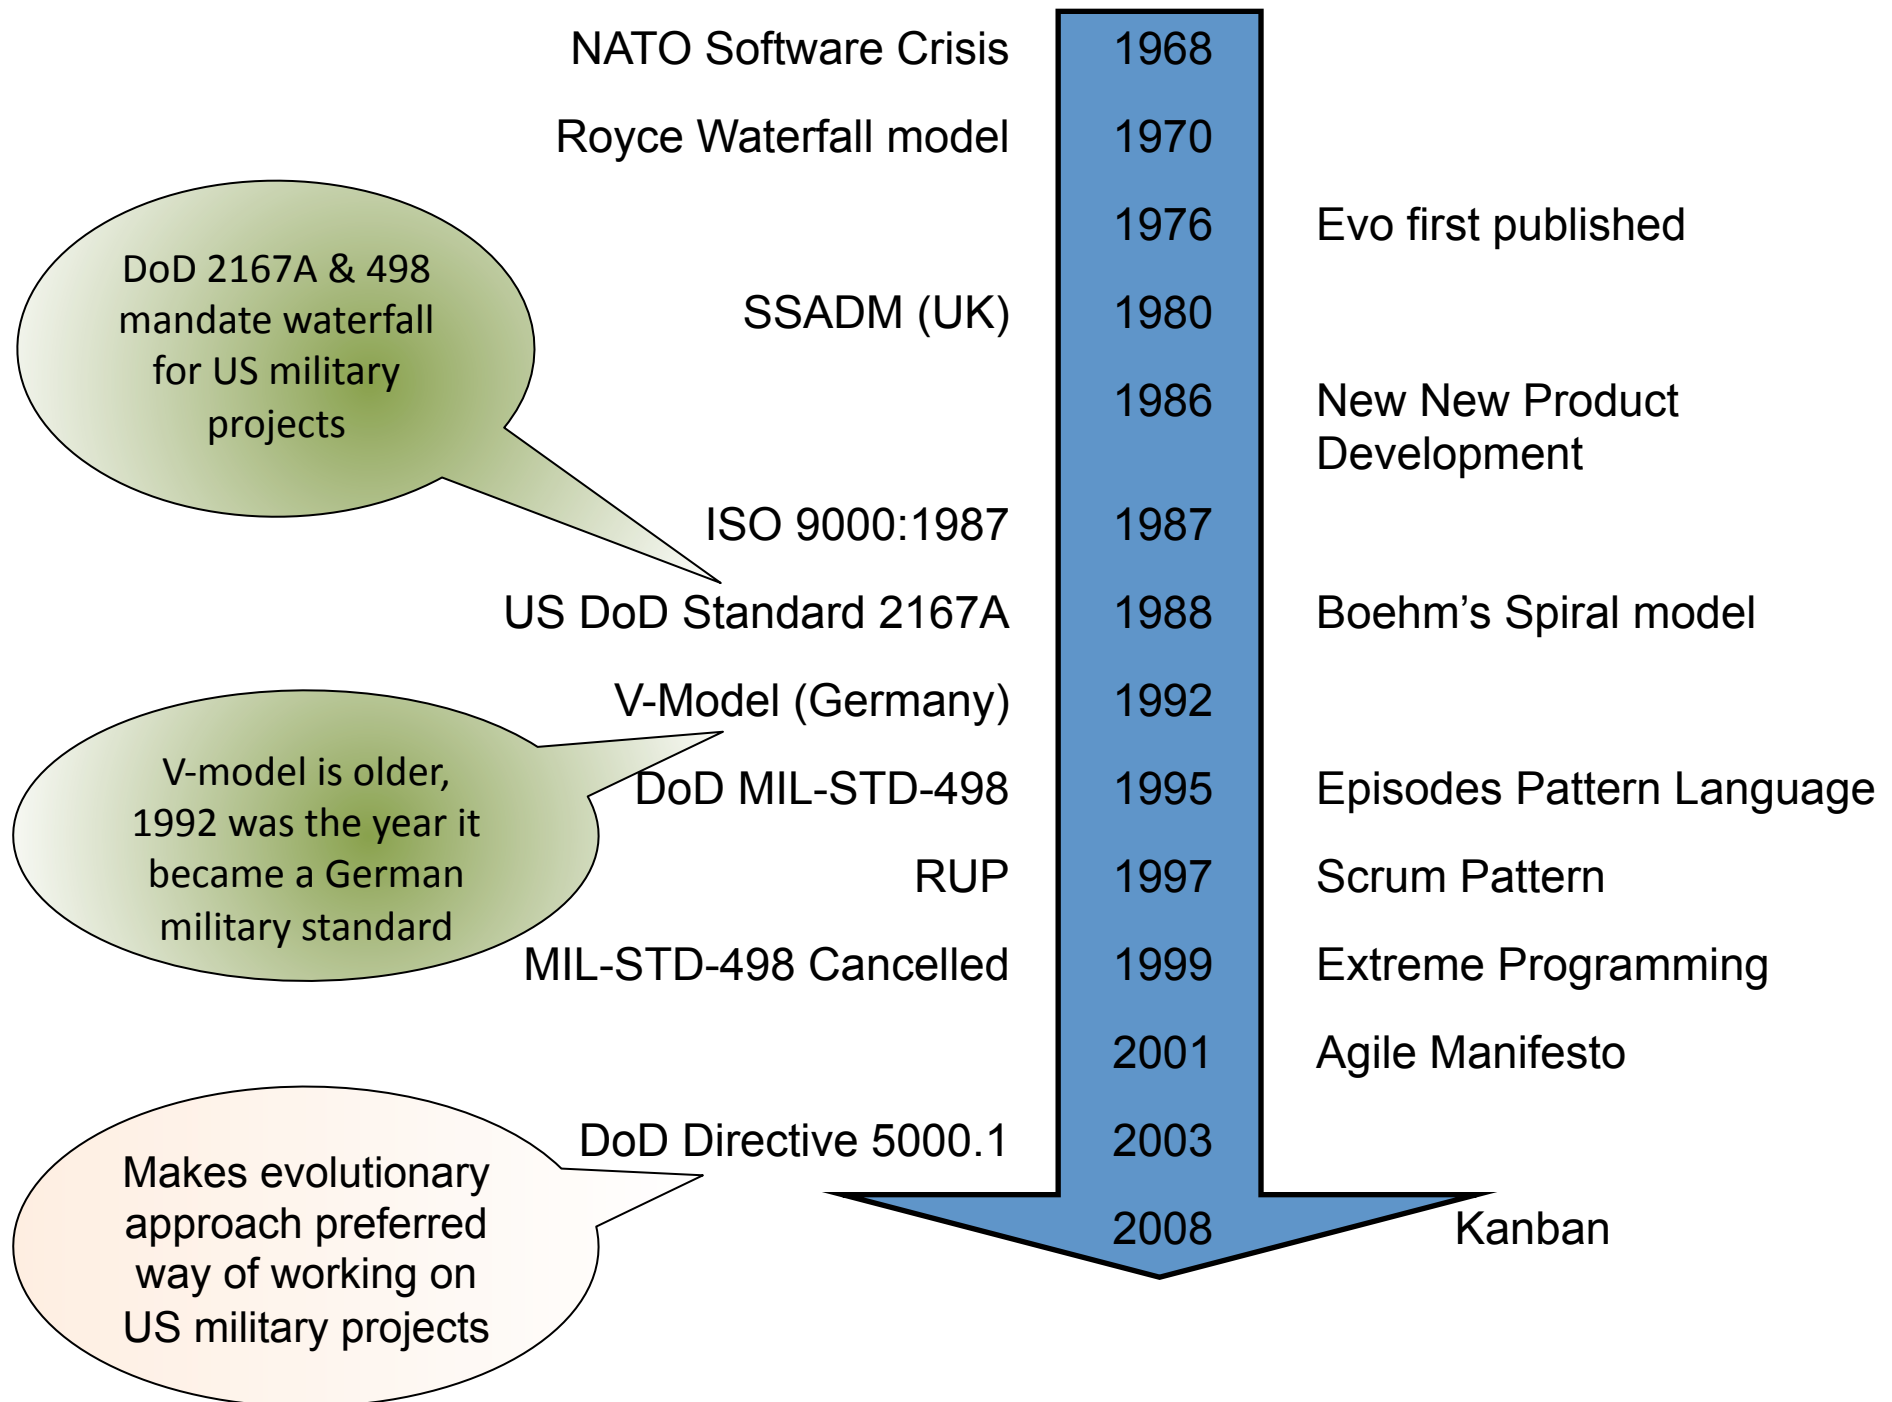 NATO Software Crisis 1968
Royce Waterfall model 1970
1976 Evo first published
DoD 2167A & 498
mandate waterfall
for US military
projects
SSADM (UK) 1980
1986 New New Product
Development
ISO 9000:1987 1987
US DoD Standard 2167A 1988 Boehm’s Spiral model
V-Model (Germany) 1992
V-model is older,
1992 was the year it
became a German
military standard
DoD MIL-STD-498 1995 Episodes Pattern Language
RUP 1997 Scrum Pattern
MIL-STD-498 Cancelled 1999 Extreme Programming
2001 Agile Manifesto
DoD Directive 5000.1 2003
Makes evolutionary
approach preferred
way of working on
US military projects
2008 Kanban